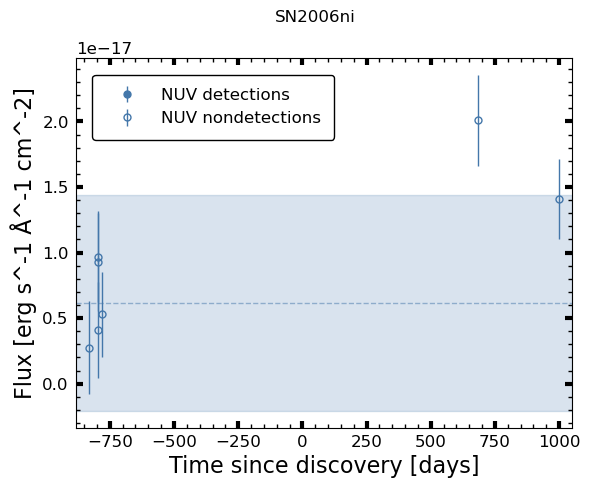 SN2006ni
1e−17
NUV detections
NUV nondetections
2.0
1.5
1.0
0.5
0.0
Flux [erg s^-1 Å^-1 cm^-2]
−750 −500 −250 0 250 500 750 1000
Time since discovery [days]